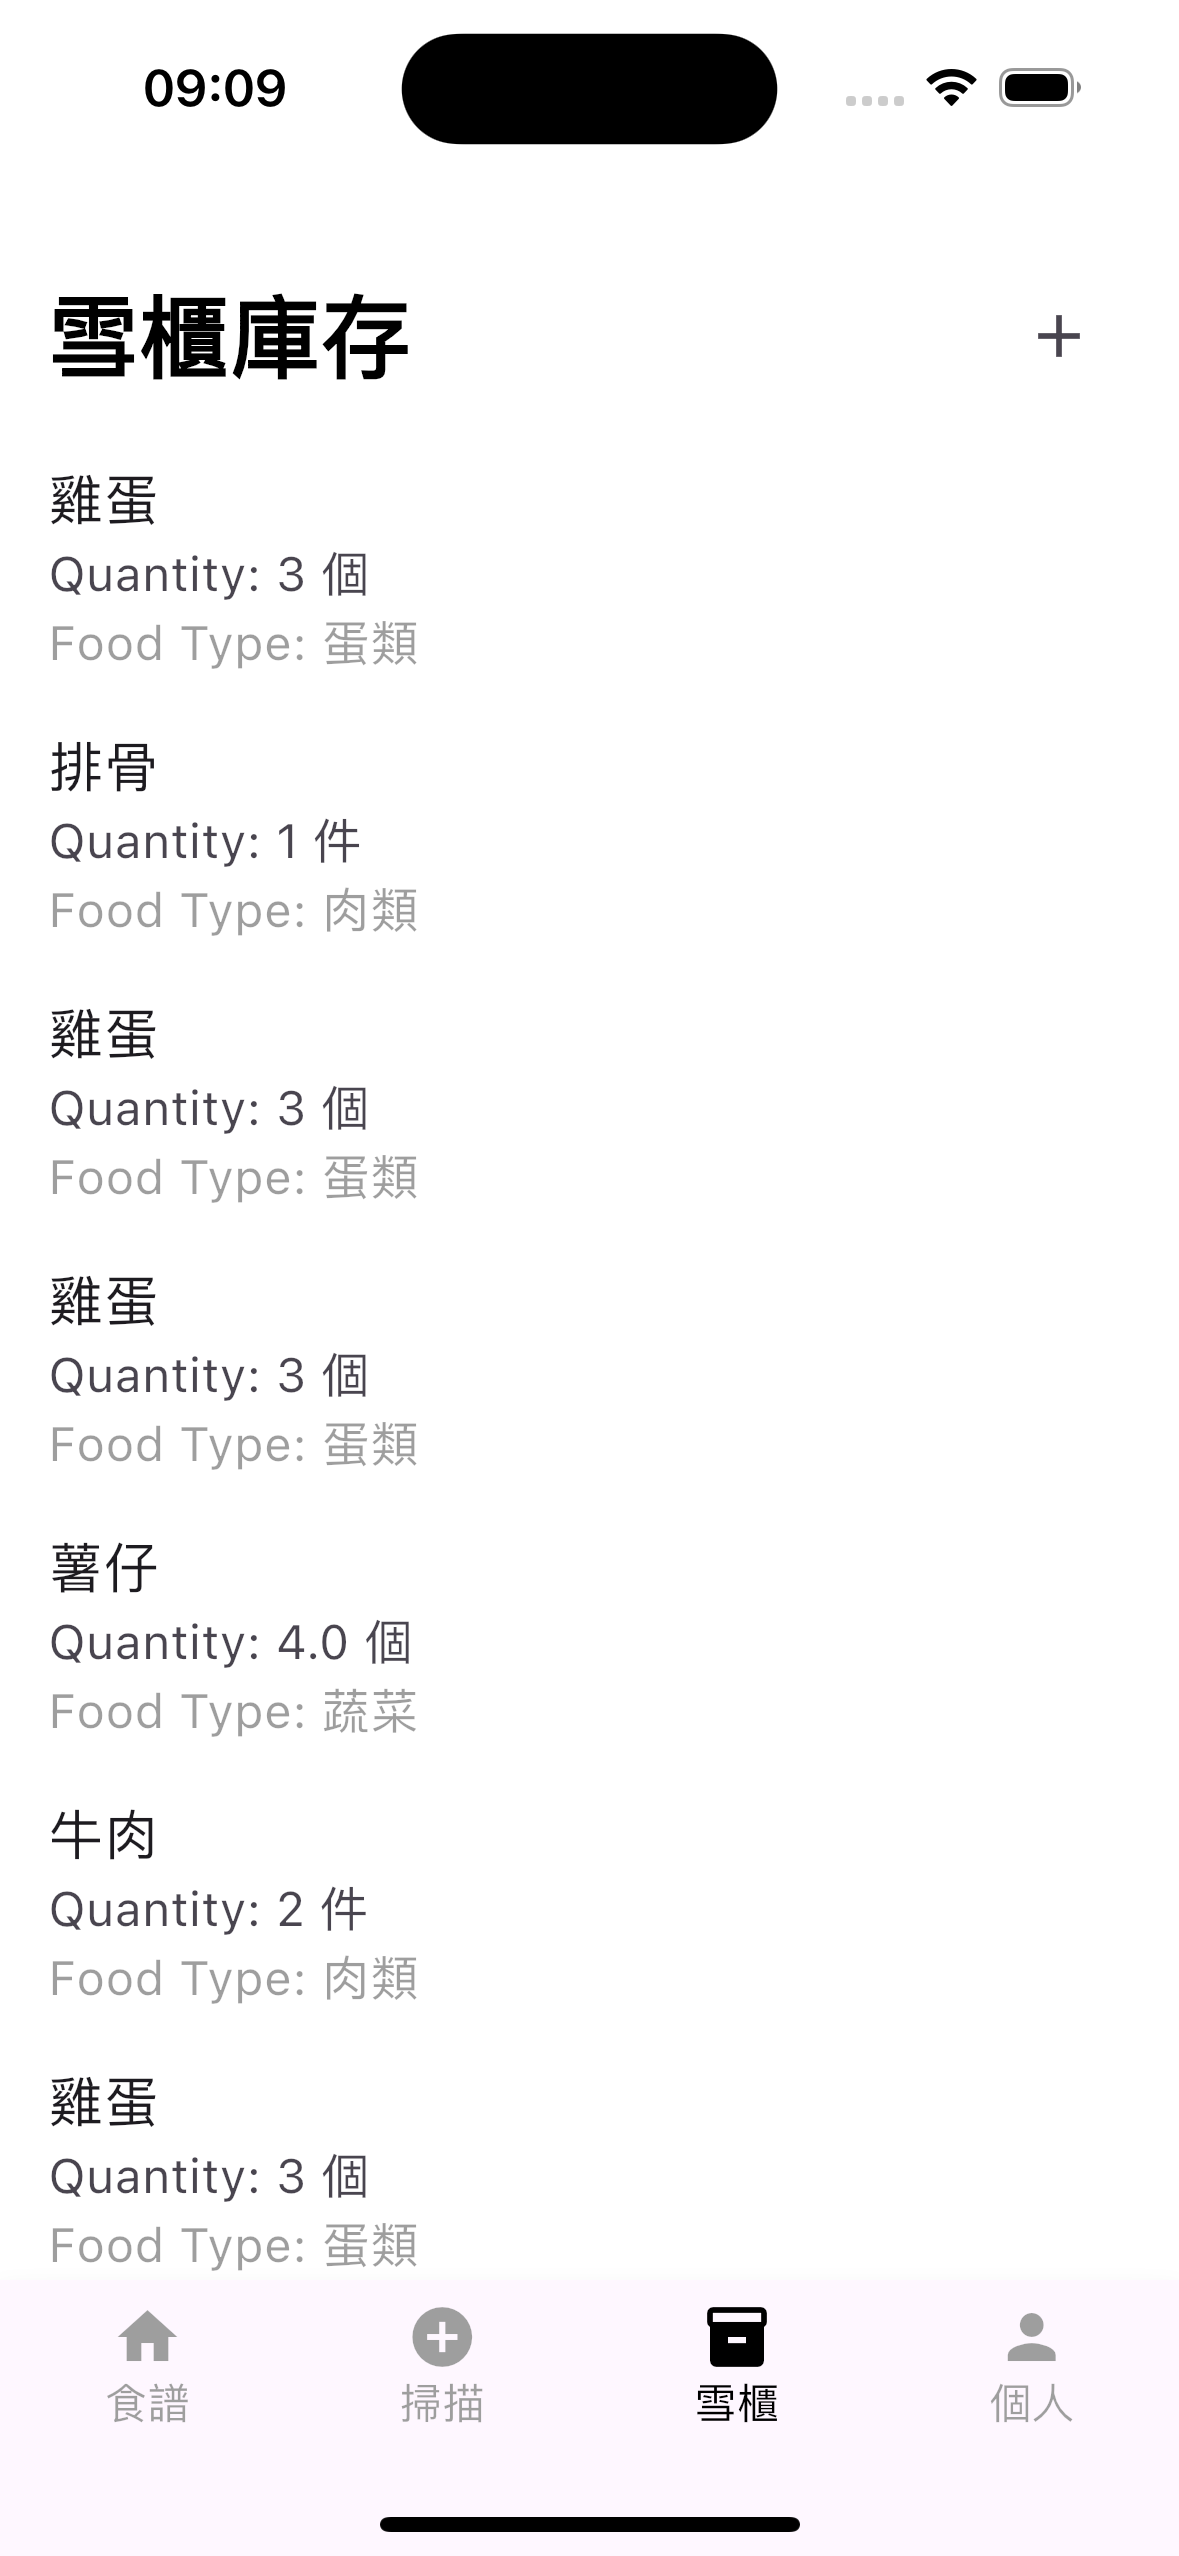 09:09
雪櫃庫存
雞蛋
Quantity: 3 個
Food Type: 蛋類
排骨
Quantity: 1 件
Food Type: 肉類
雞蛋
Quantity: 3 個
Food Type: 蛋類
雞蛋
Quantity: 3 個
Food Type: 蛋類
薯仔
Quantity: 4.0 個
Food Type: 蔬菜
牛肉
Quantity: 2 件
Food Type: 肉類
雞蛋
Quantity: 3 個
Food Type: 蛋類
食譜 掃描 雪櫃 個人